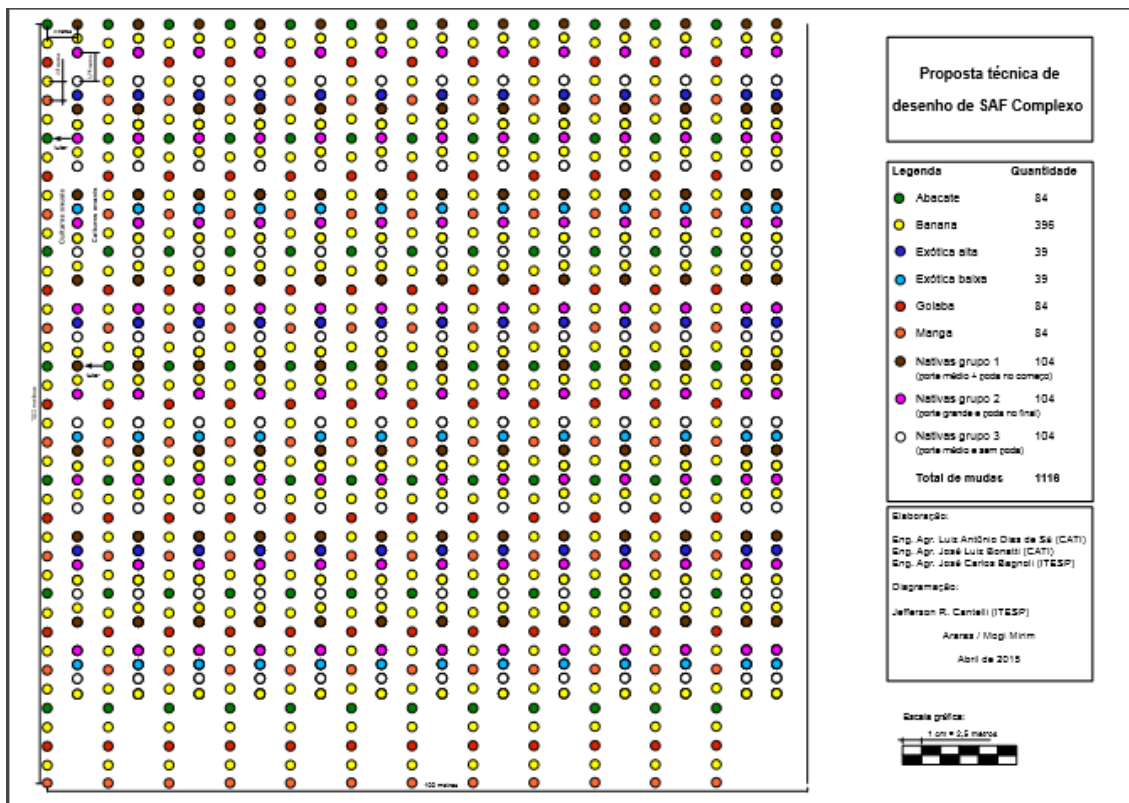 Proposta técnica de
desenho de SAF Complexo
Legenda Quantidade
Abacate 84
Banana 396
Exótica alta 39
Exótica baixa 39
Goiaba 84
Manga 84
Nativas grupo 1 104
(porte médio + poda no começo)
Nativas grupo 2 104
(porte grande e poda no final)
Nativas grupo 3 104
(porte médio e sem poda)
Total de mudas 1116
Elaboração:
Eng. Agr. Luiz Antônio Dias de Sá (CATI)
Eng. Agr. José Luiz Bonatti (CATI)
Eng. Agr. José Carlos Bagnoli (ITESP)
Diagramação:
Jefferson R. Cantelli (ITESP)
Araras / Mogi Mirim
Abril de 2015
Escala gráfica:
1 cm = 2,5 metros
100 metros
100 metros
Culturas anuais
Culturas anuais